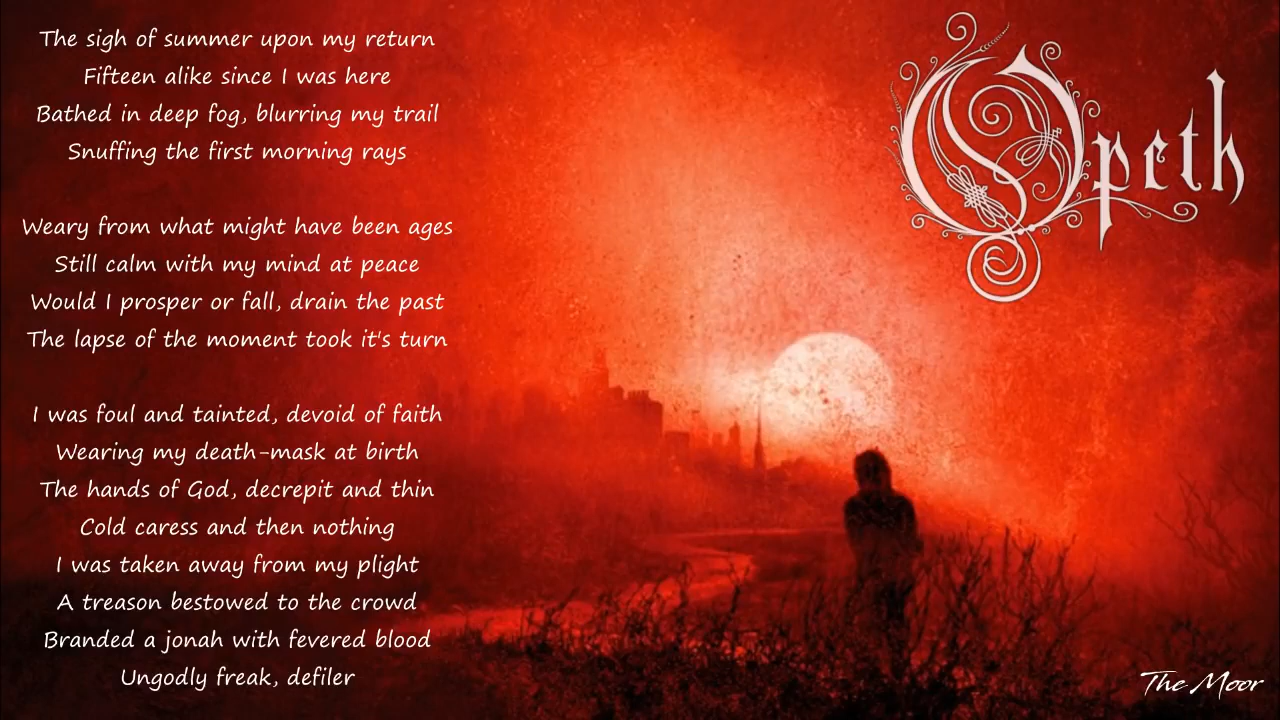 The sigh of summer upon my return
Fifteen alike since I was here
Bathed in deep fog, blurring my trail
Snuffing the first morning rays

Weary from what might have been ages
Still calm with my mind at peace
Would I prosper or fall, drain the past
The lapse of the moment took it's turn

I was foul and tainted, devoid of faith
Wearing my death-mask at birth
The hands of God, decrepit and thin
Cold caress and then nothing
I was taken away from my plight
A treason bestowed to the crowd
Branded a jonah with fevered blood
Ungodly freak, defiler

Opeth
The Moor